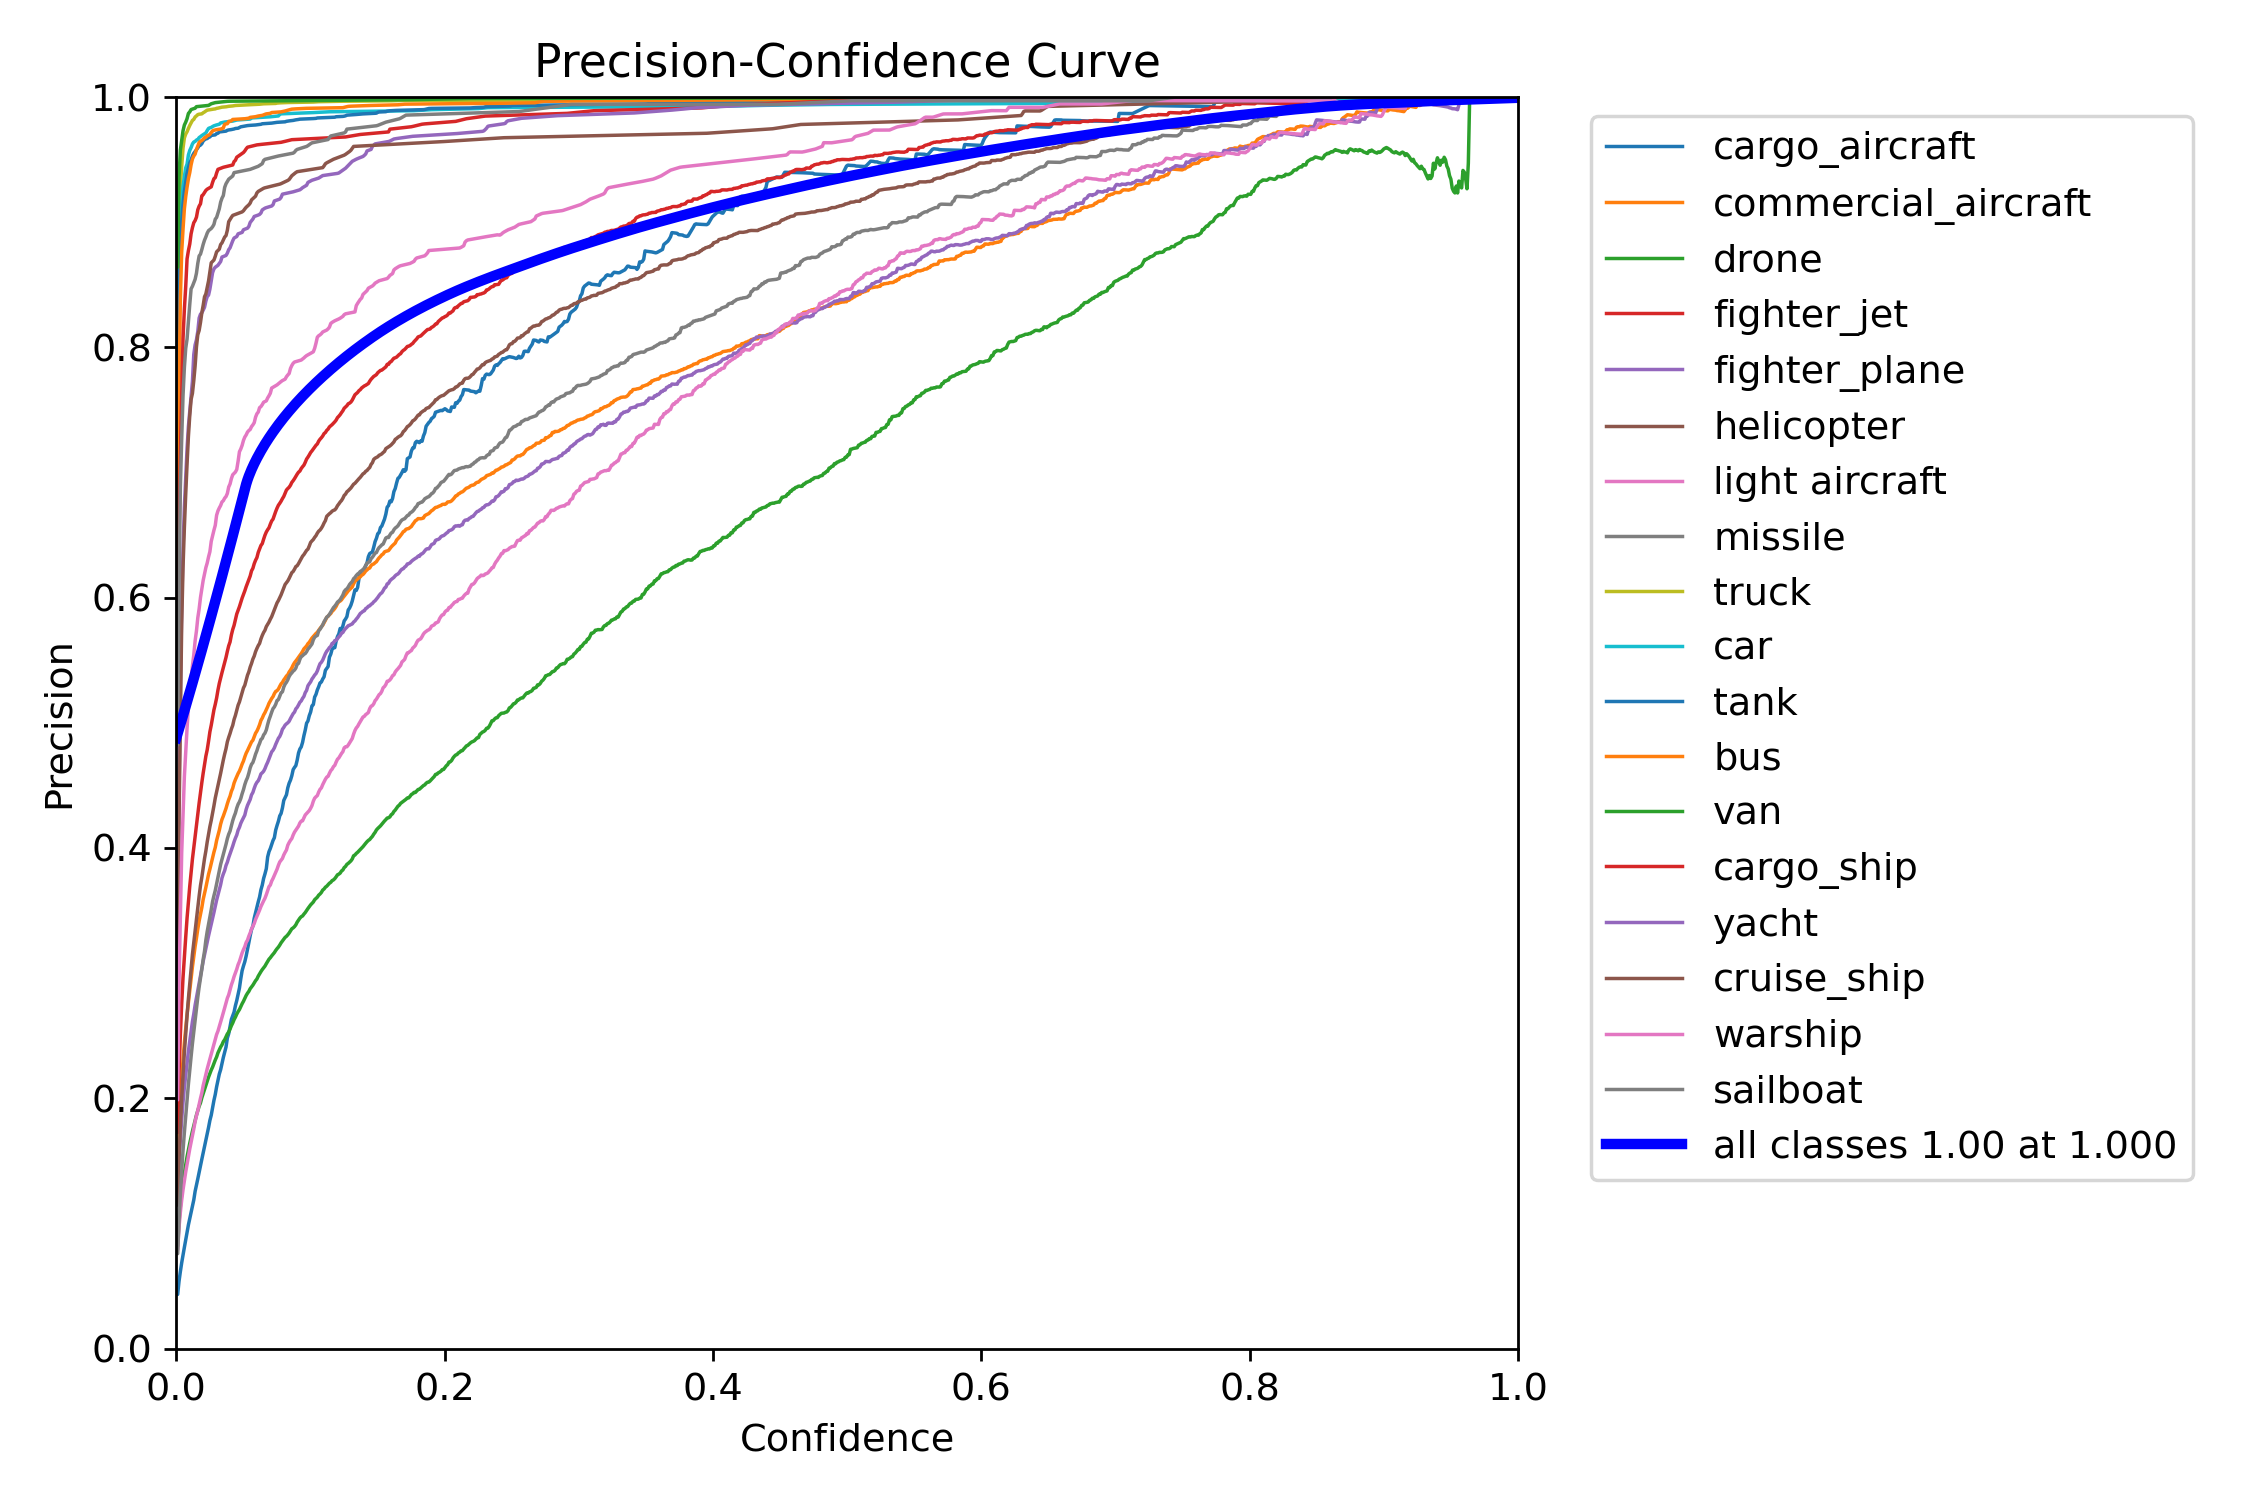 Precision-Confidence Curve
1.0
0.8
0.6
0.4
0.2
0.0
Precision
0.0 0.2 0.4 0.6 0.8 1.0
Confidence
cargo_aircraft
commercial_aircraft
drone
fighter_jet
fighter_plane
helicopter
light aircraft
missile
truck
car
tank
bus
van
cargo_ship
yacht
cruise_ship
warship
sailboat
all classes 1.00 at 1.000